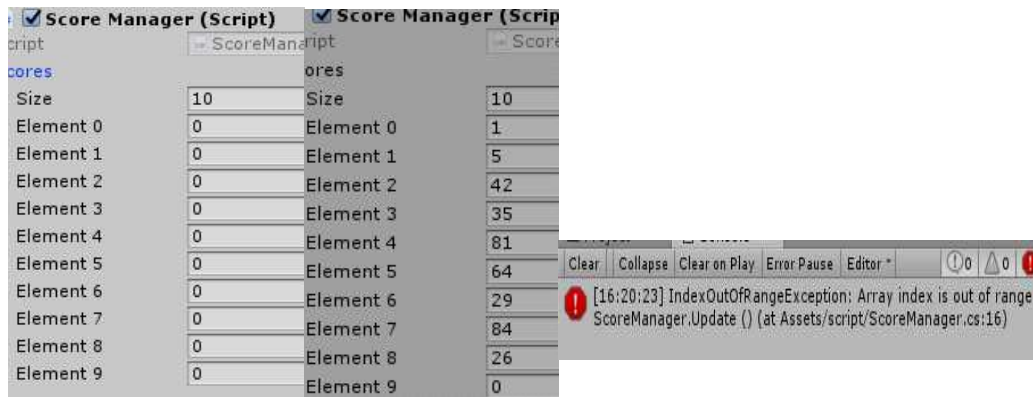 Score Manager (Script)
cript
ScoreMana
cores
Size
10
Element 0
0
Element 1
0
Element 2
0
Element 3
0
Element 4
0
Element 5
0
Element 6
0
Element 7
0
Element 8
0
Element 9
0
Score Manager (Scrip
ript
Score
ores
Size
10
Element 0
1
Element 1
5
Element 2
42
Element 3
35
Element 4
81
Element 5
64
Element 6
29
Element 7
84
Element 8
26
Element 9
0
Clear Collapse Clear on Play Error Pause Editor 0 0
[16:20:23] IndexOutOfRangeException: Array index is out of range
ScoreManager.Update () (at Assets/script/ScoreManager.cs:16)